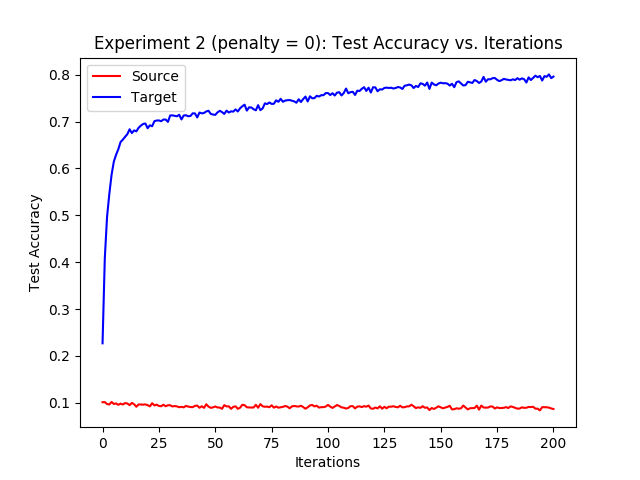 Experiment 2 (penalty = 0): Test Accuracy vs. Iterations
Source
Target
0.8
0.7
0.6
0.5
0.4
0.3
0.2
0.1
Test Accuracy
0 25 50 75 100 125 150 175 200
Iterations